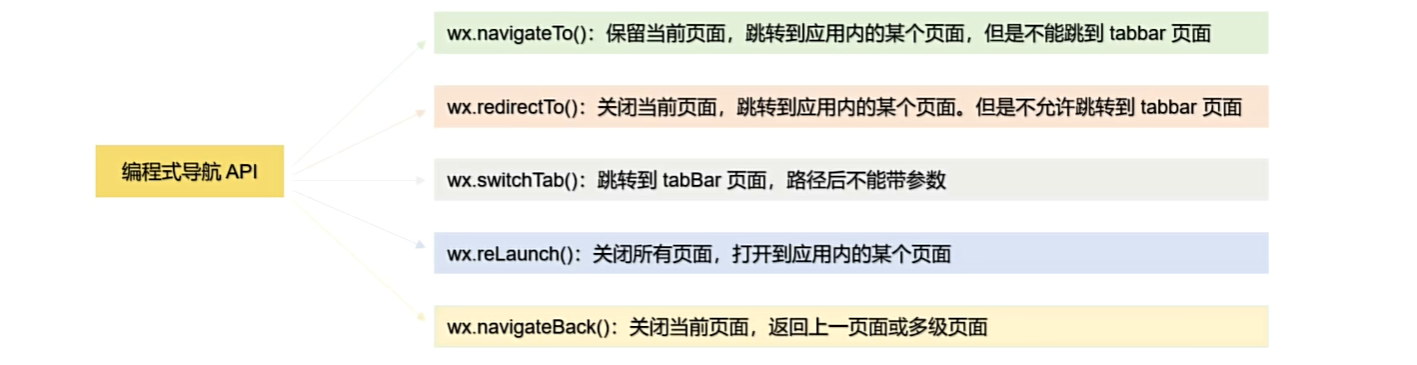 wx.navigateTo()：保留当前页面，跳转到应用内的某个页面，但是不能跳到 tabbar 页面
wx.redirectTo()：关闭当前页面，跳转到应用内的某个页面。但是不允许跳转到 tabbar 页面
编程式导航 API
wx.switchTab()：跳转到 tabBar 页面，路径后不能带参数
wx.reLaunch()：关闭所有页面，打开到应用内的某个页面
wx.navigateBack()：关闭当前页面，返回上一页面或多级页面